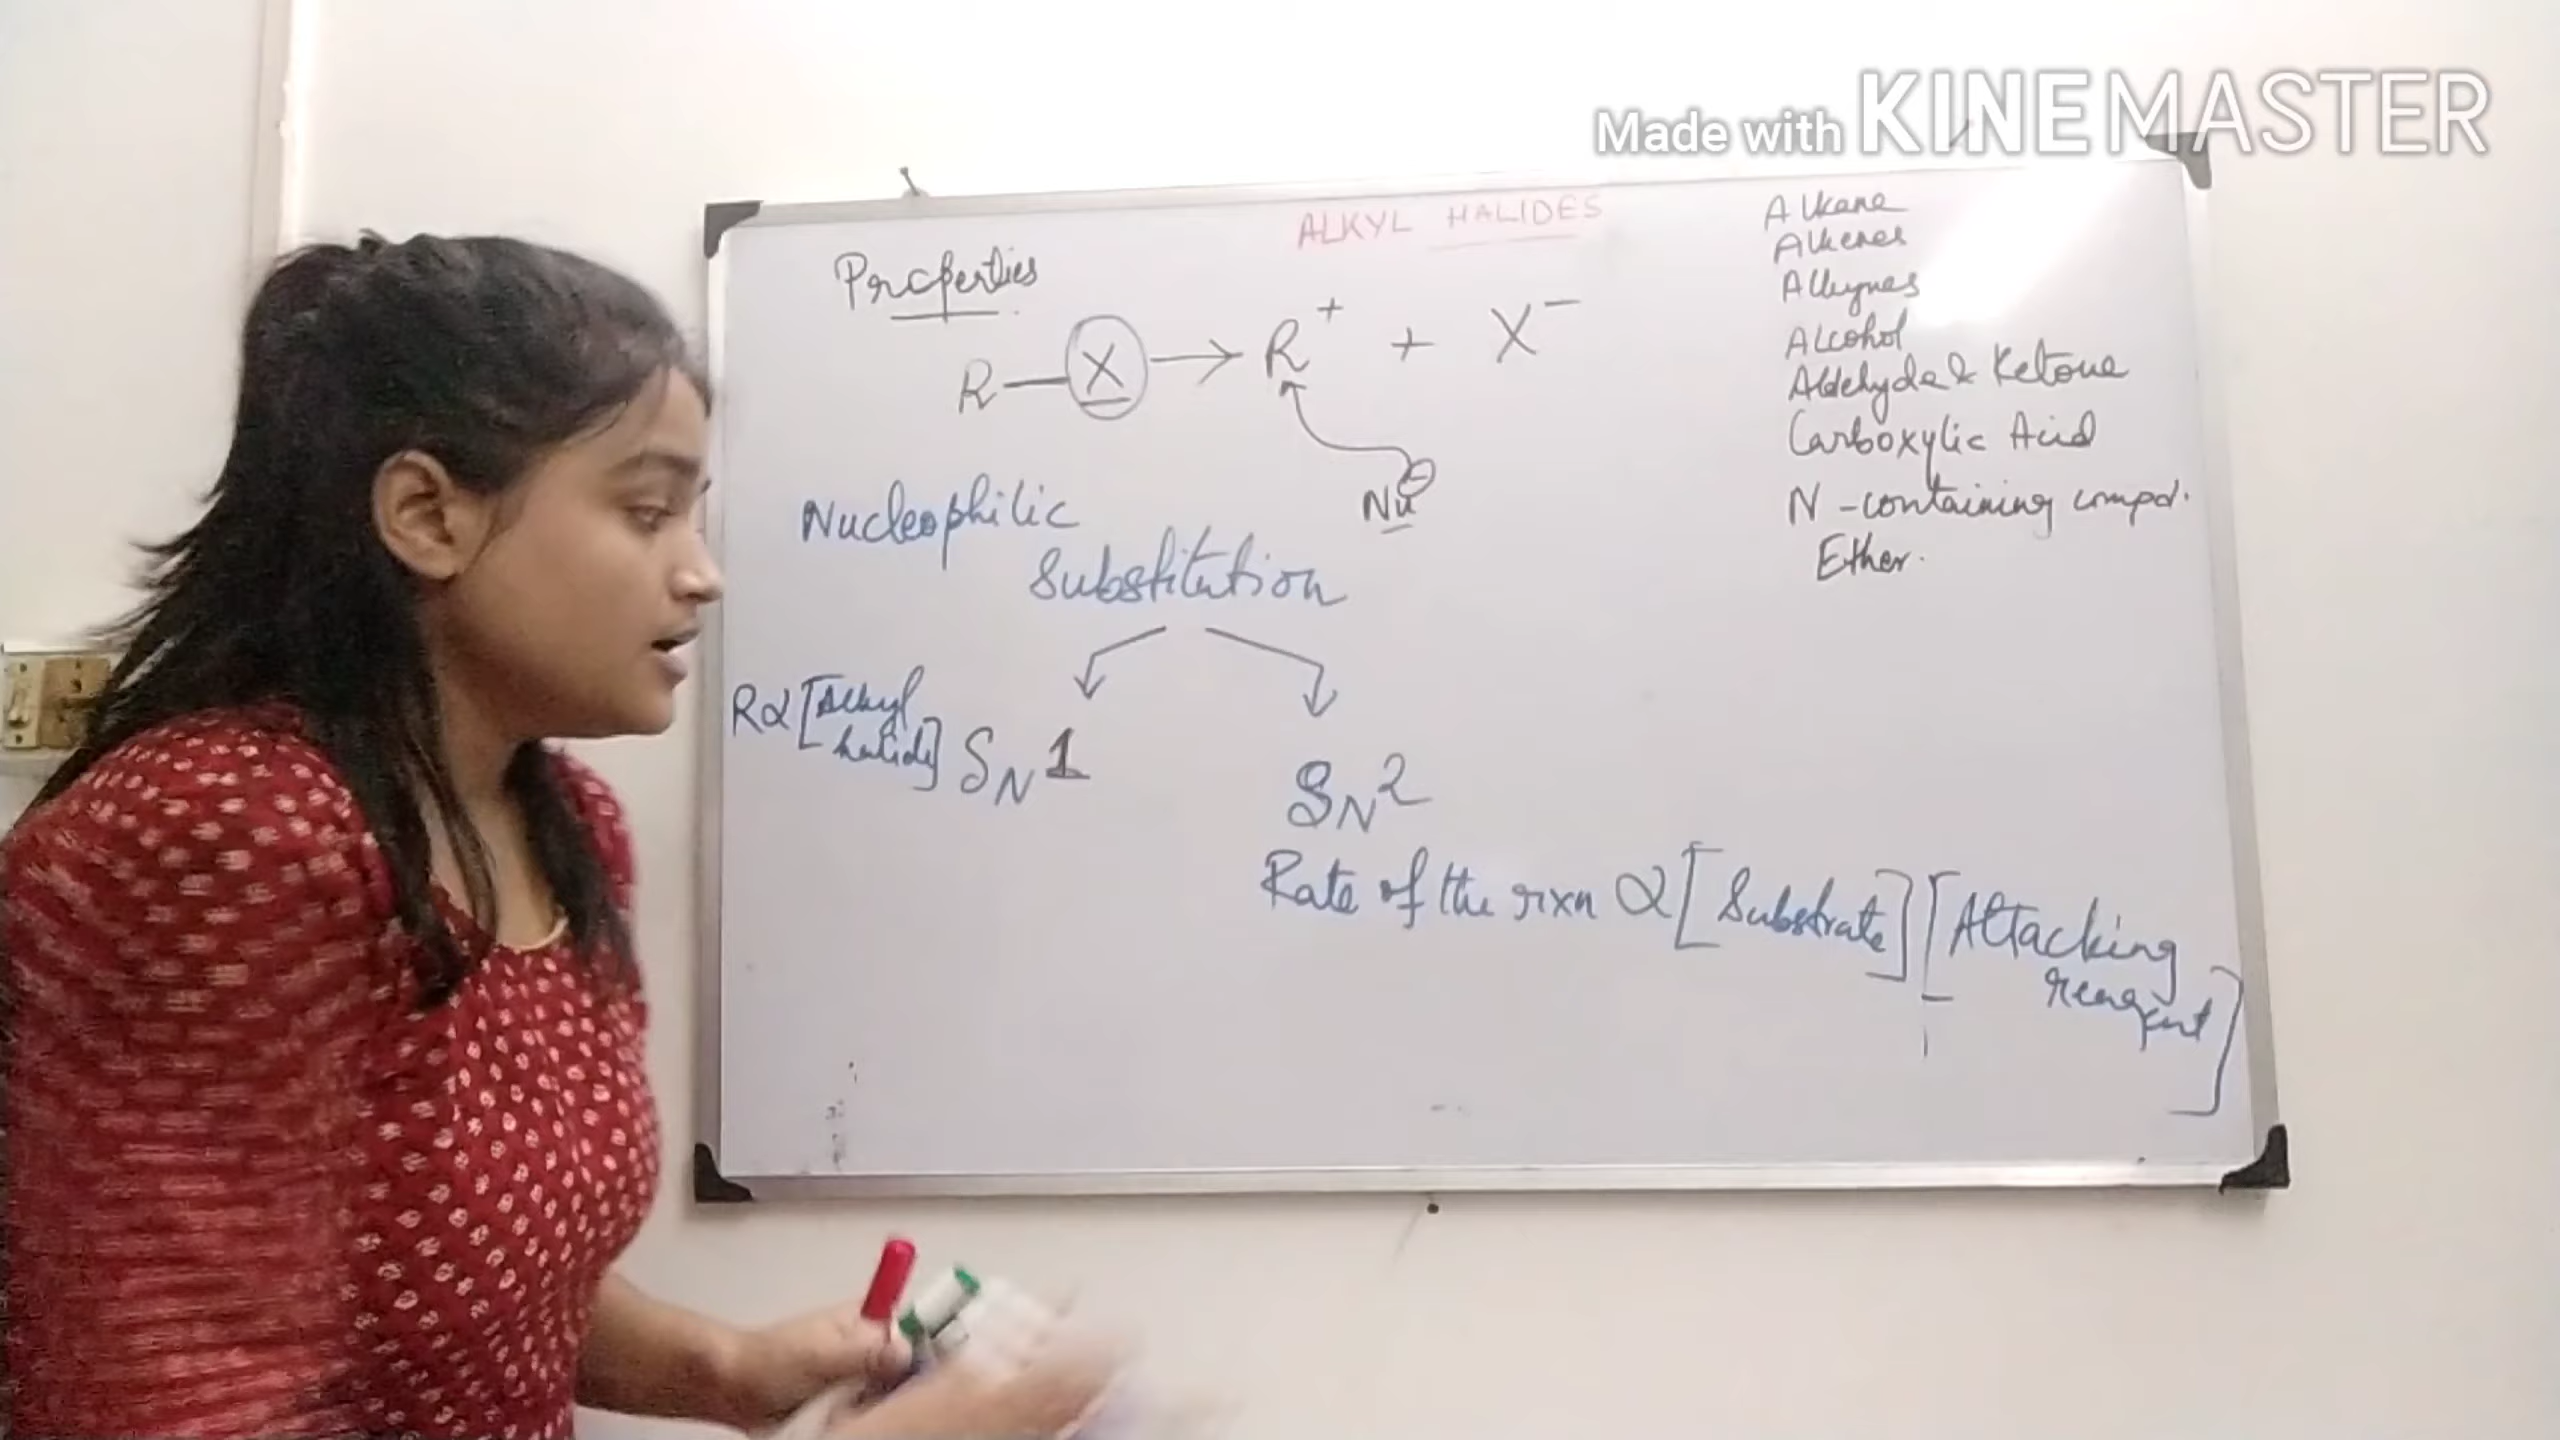 Made with KINEMASTER
ALKYL HALIDES
Properties
R—X → R+ + X−
Nu⊖
Nucleophilic
Substitution
Rα[Alkyl
halide] SN1
SN2
Rate of the rxn α [Substrate] [Attacking
reagent]
Alkane
Alkenes
Alkynes
Alcohol
Aldehyde & Ketone
Carboxylic Acid
N-containing compd.
Ether.